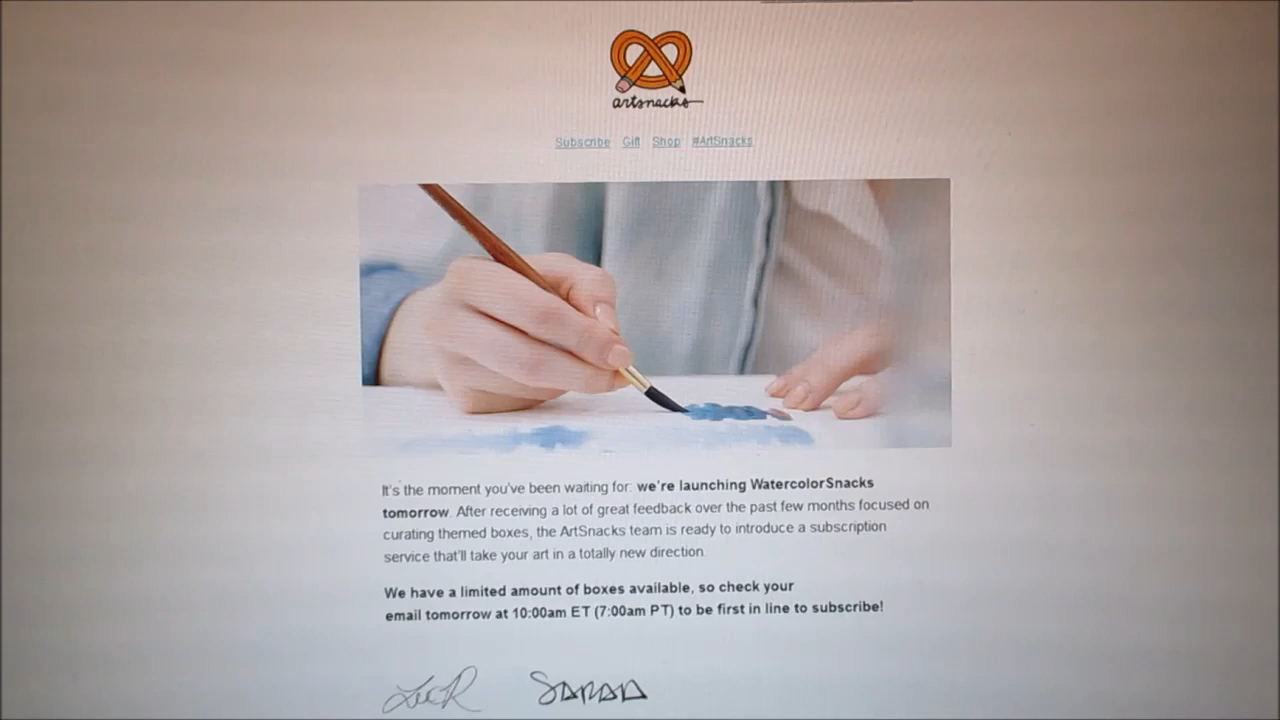 artsnacks
Subscribe Gift Shop #ArtSnacks
It's the moment you've been waiting for: we're launching WatercolorSnacks
tomorrow. After receiving a lot of great feedback over the past few months focused on
curating themed boxes, the ArtSnacks team is ready to introduce a subscription
service that'll take your art in a totally new direction.
We have a limited amount of boxes available, so check your
email tomorrow at 10:00am ET (7:00am PT) to be first in line to subscribe!
Sarah